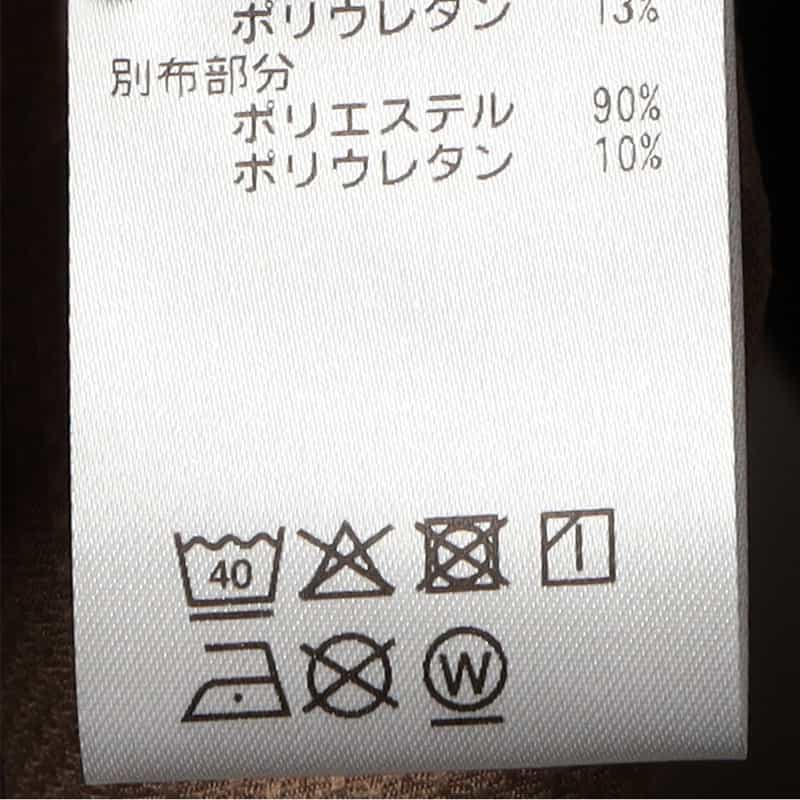 ポリウレタン 13%
別布部分
ポリエステル 90%
ポリウレタン 10%
40
W